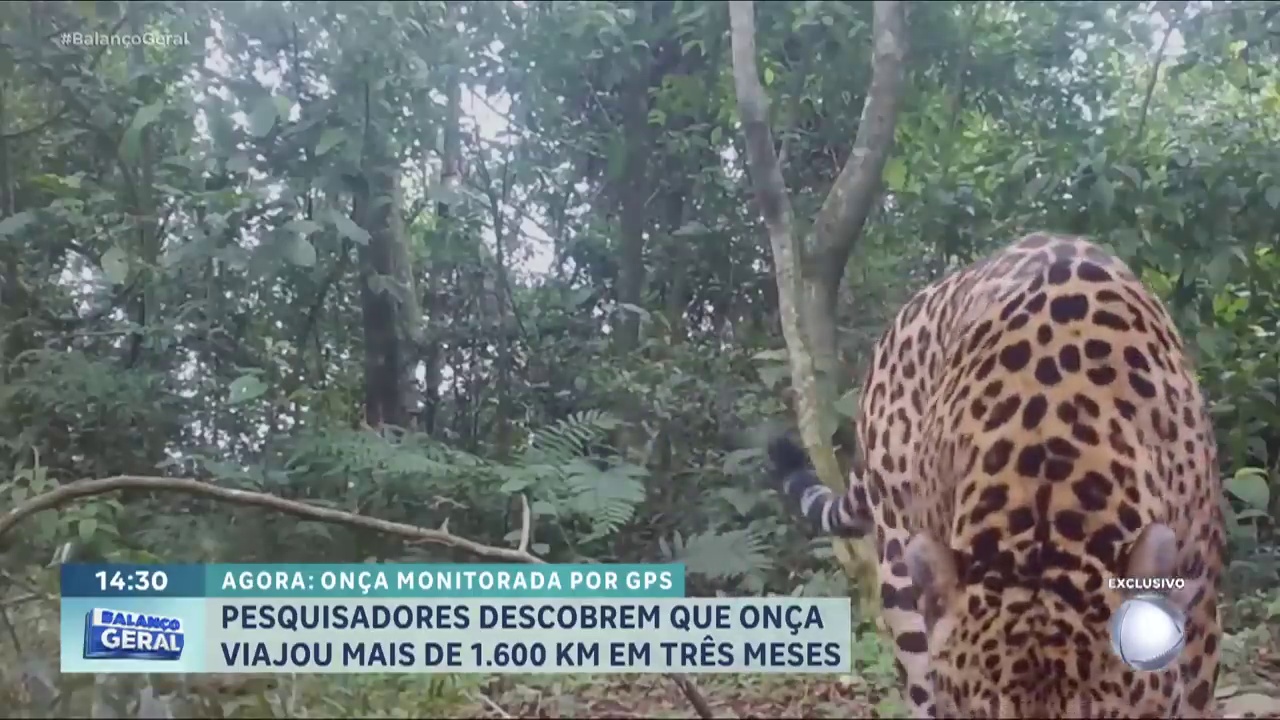 #BalançoGeral
14:30
AGORA: ONÇA MONITORADA POR GPS
BALANÇO
GERAL
PESQUISADORES DESCOBREM QUE ONÇA
VIAJOU MAIS DE 1.600 KM EM TRÊS MESES
EXCLUSIVO